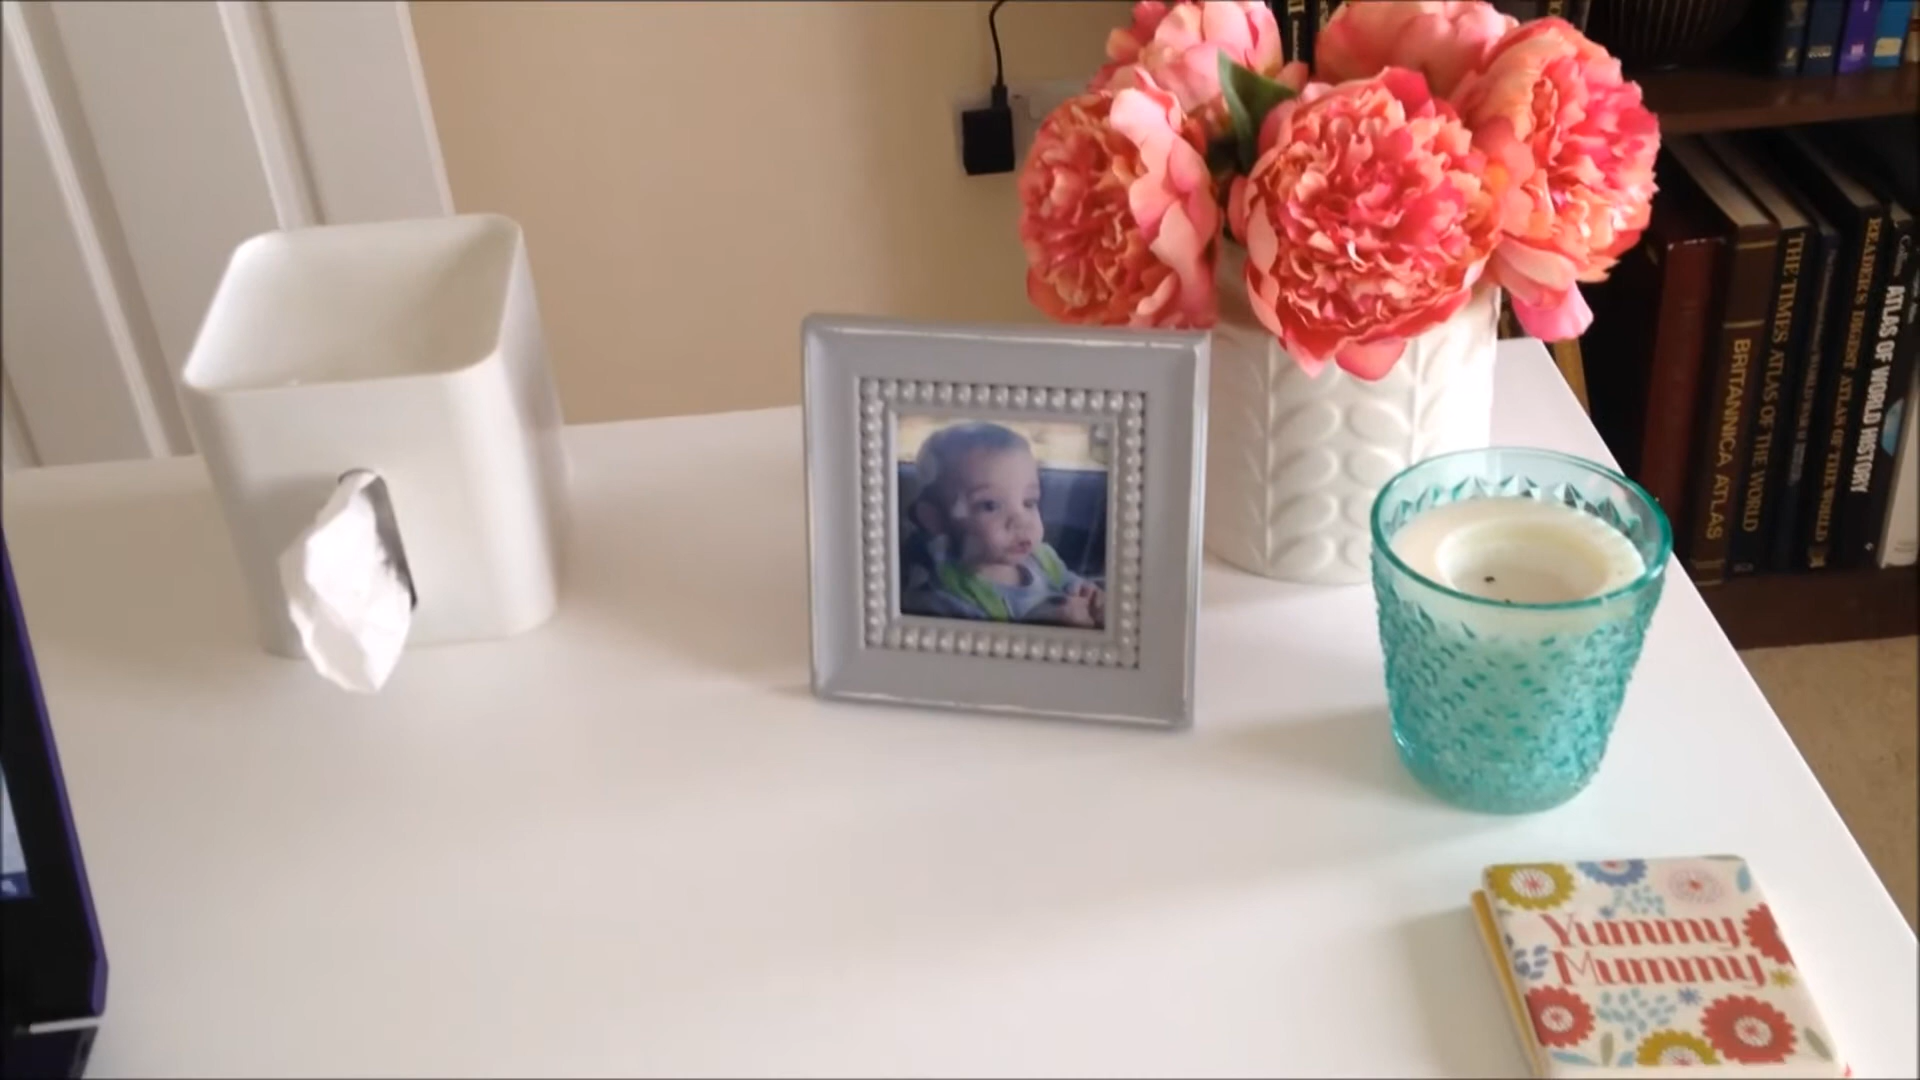 BRITANNICA ATLAS
THE TIMES ATLAS OF THE WORLD
READER'S DIGEST ATLAS OF THE WORLD
Collins
ATLAS OF WORLD HISTORY
Yummy
Mummy